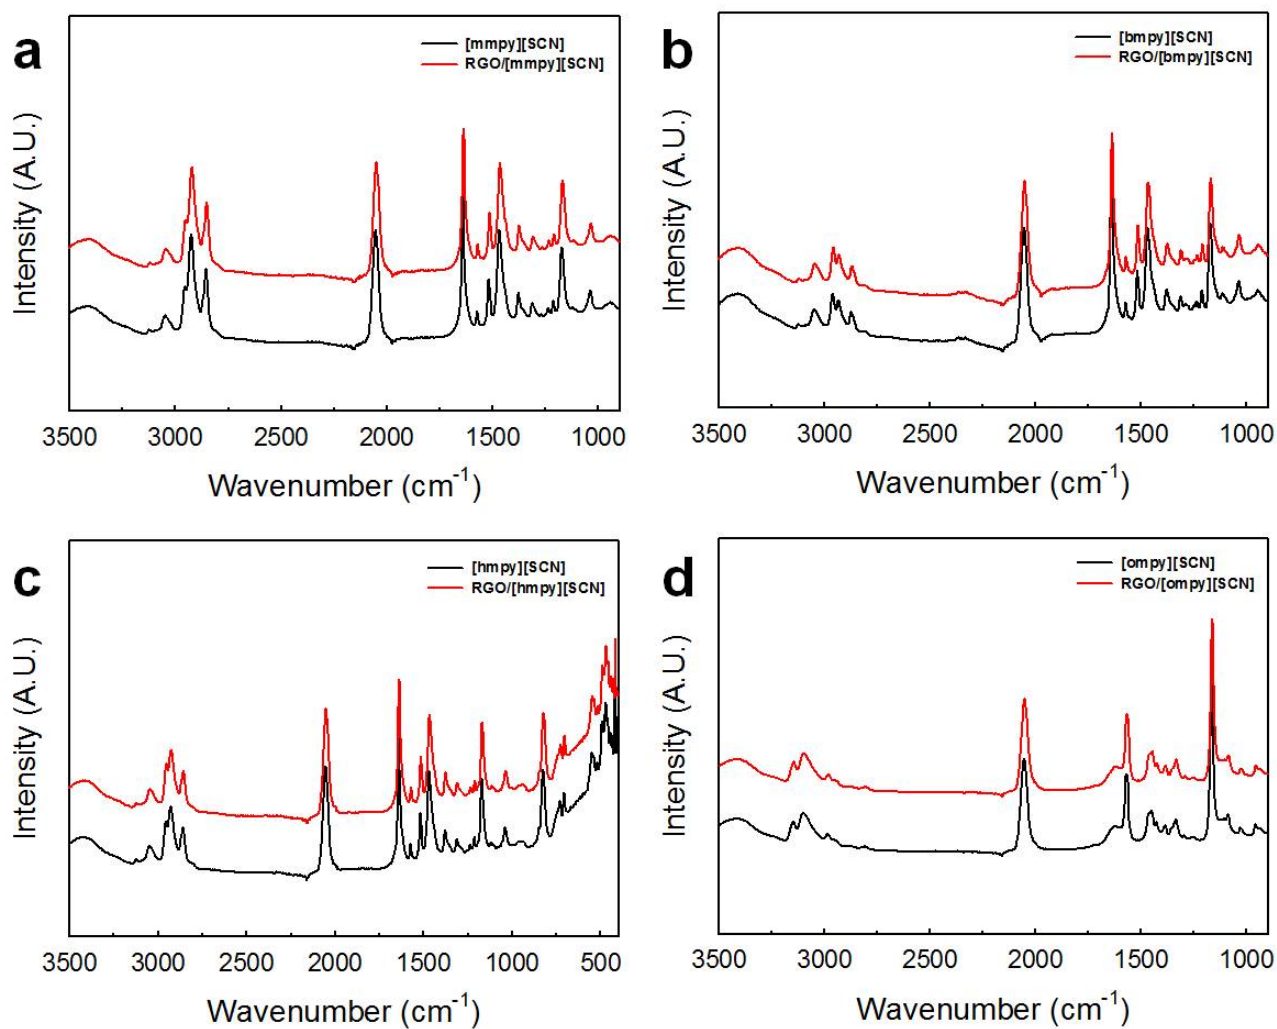 a
[mmpy][SCN]
RGO/[mmpy][SCN]
Intensity (A.U.)
3500 3000 2500 2000 1500 1000
Wavenumber (cm-1)
b
[bmpy][SCN]
RGO/[bmpy][SCN]
Intensity (A.U.)
3500 3000 2500 2000 1500 1000
Wavenumber (cm-1)
c
[hmpy][SCN]
RGO/[hmpy][SCN]
Intensity (A.U.)
3500 3000 2500 2000 1500 1000 500
Wavenumber (cm-1)
d
[ompy][SCN]
RGO/[ompy][SCN]
Intensity (A.U.)
3500 3000 2500 2000 1500 1000
Wavenumber (cm-1)